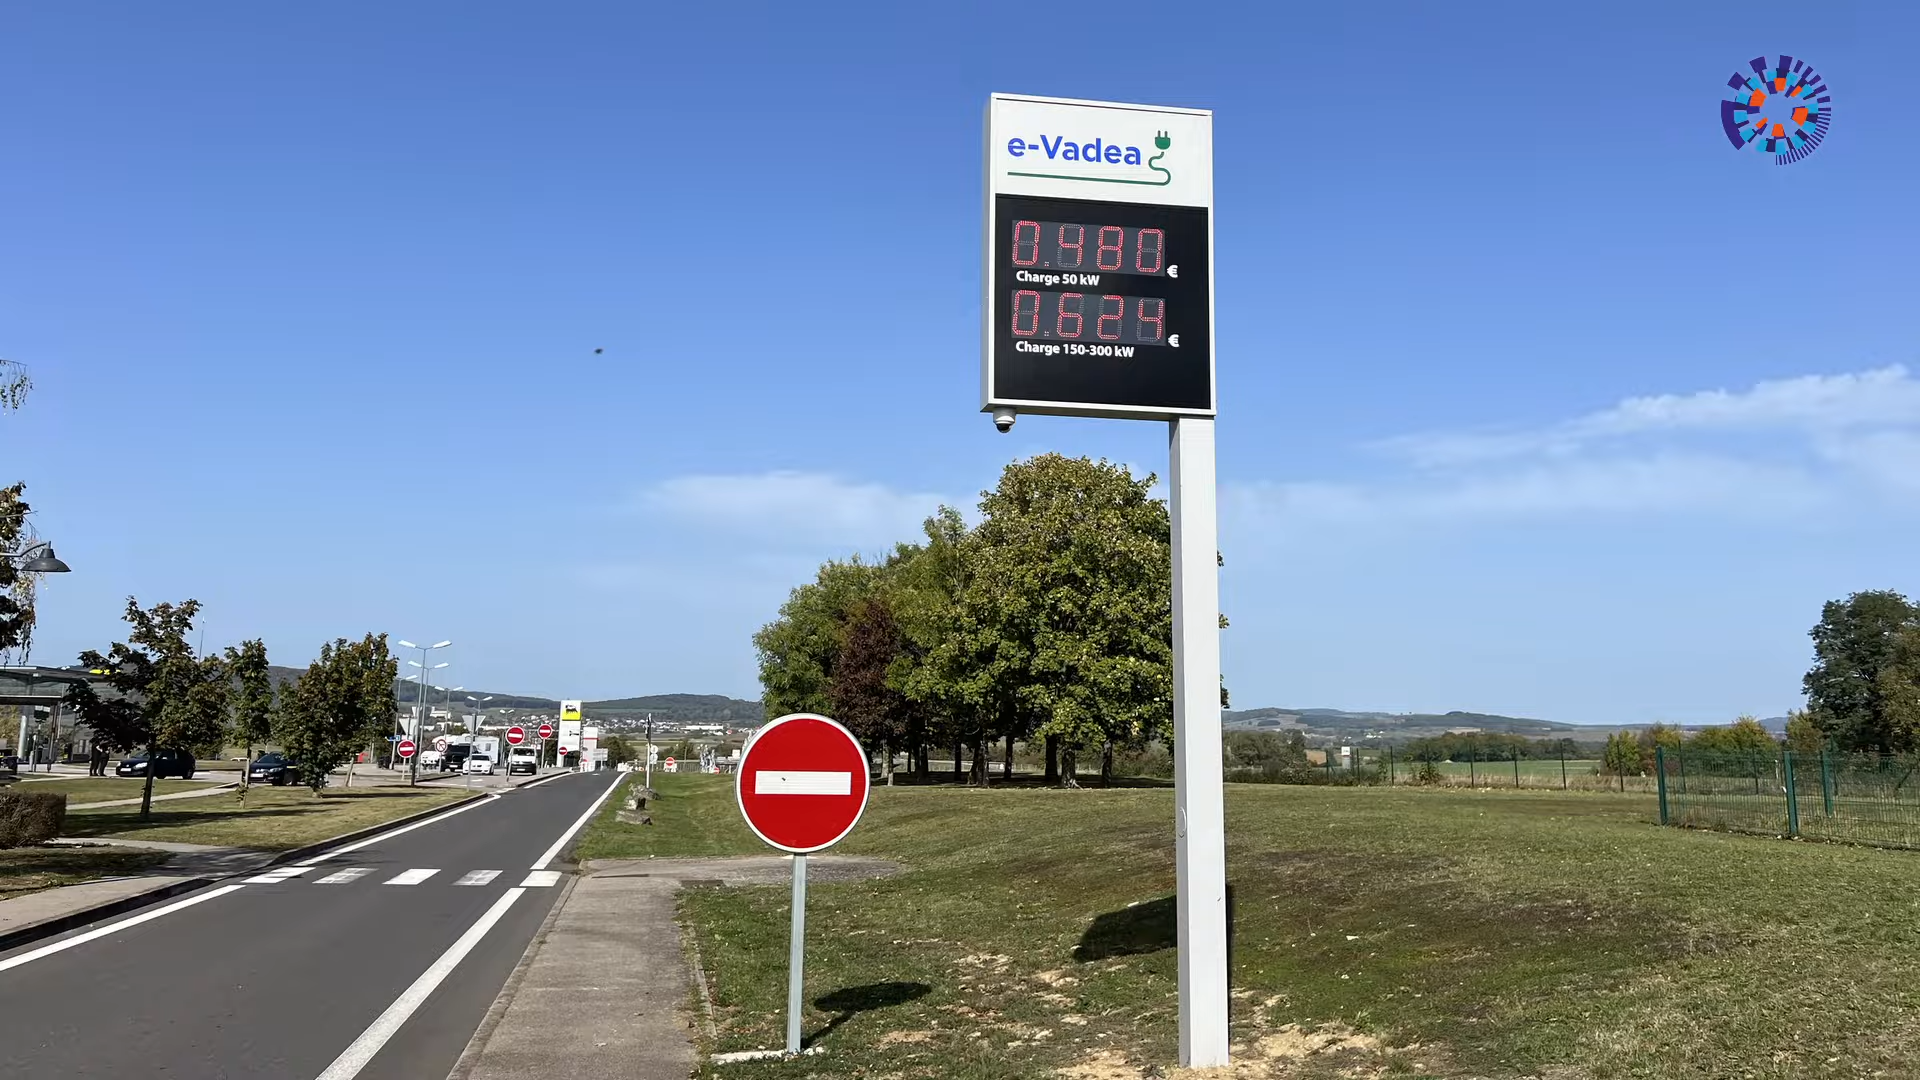 e-Vadea
0.480 €
Charge 50 kW
0.624 €
Charge 150-300 kW